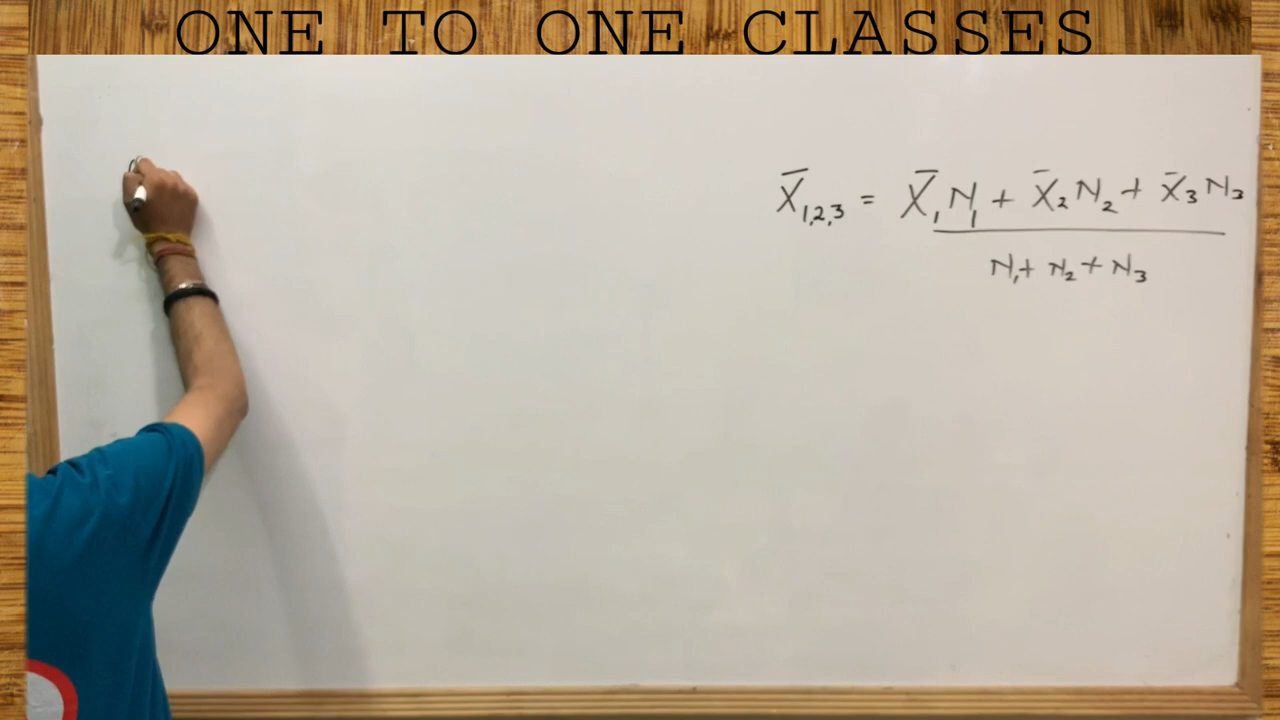 ONE TO ONE CLASSES
X̄1,2,3 = X̄1N1 + X̄2N2 + X̄3N3
N1 + N2 + N3